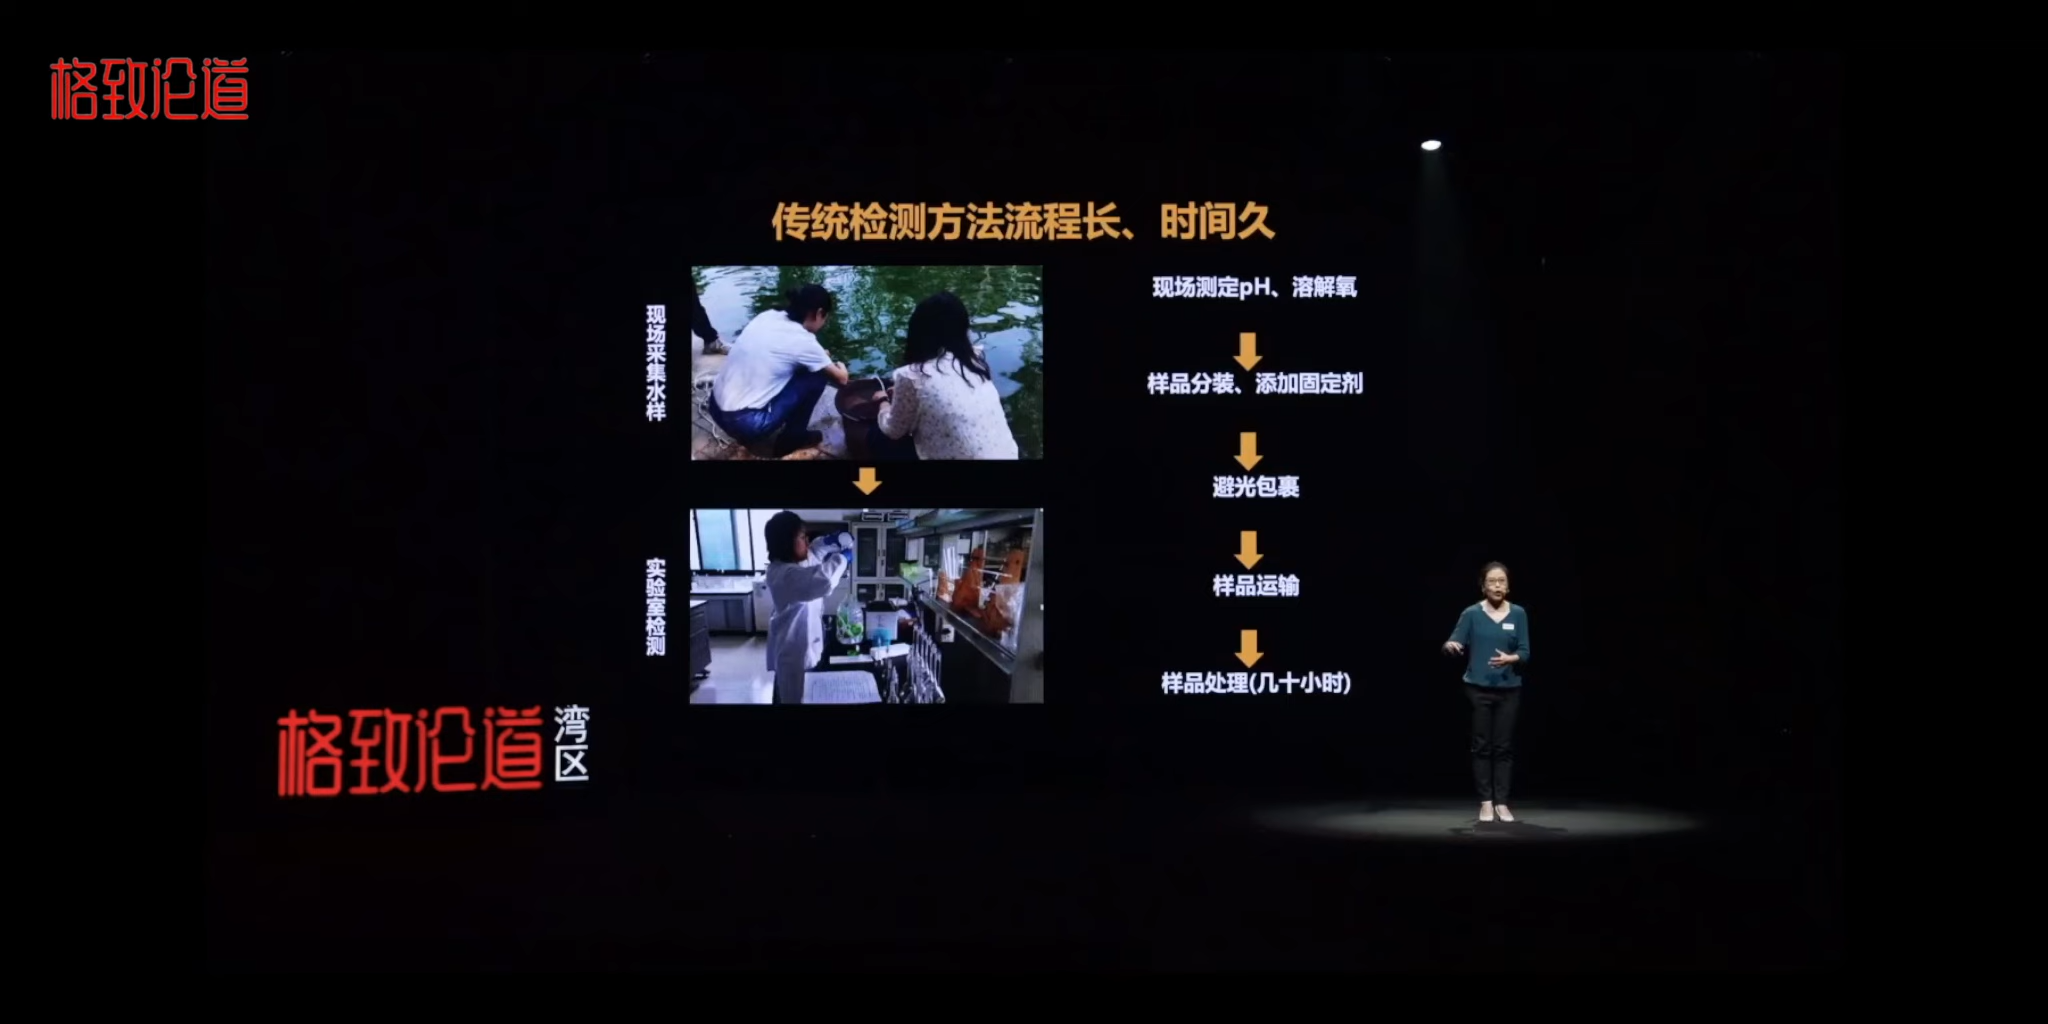 格致论道
传统检测方法流程长、时间久
现场采集水样
实验室检测
现场测定pH、溶解氧
样品分装、添加固定剂
避光包裹
样品运输
样品处理(几十小时)
格致论道
湾区